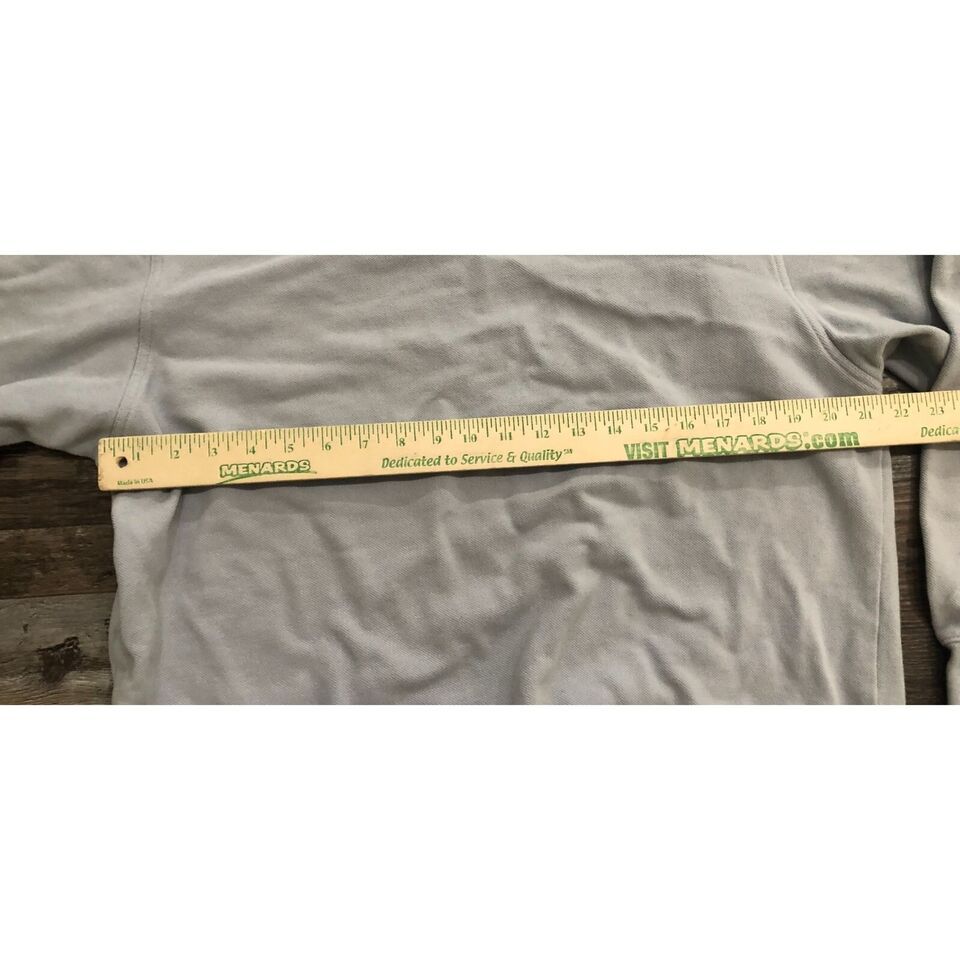 1 2 3 4 5 6 7 8 9 10 11 12 13 14 15 16 17 18 19 20 21 22 23
Made in USA
MENARDS
Dedicated to Service & Quality℠
VISIT MENARDS®.com
Dedica